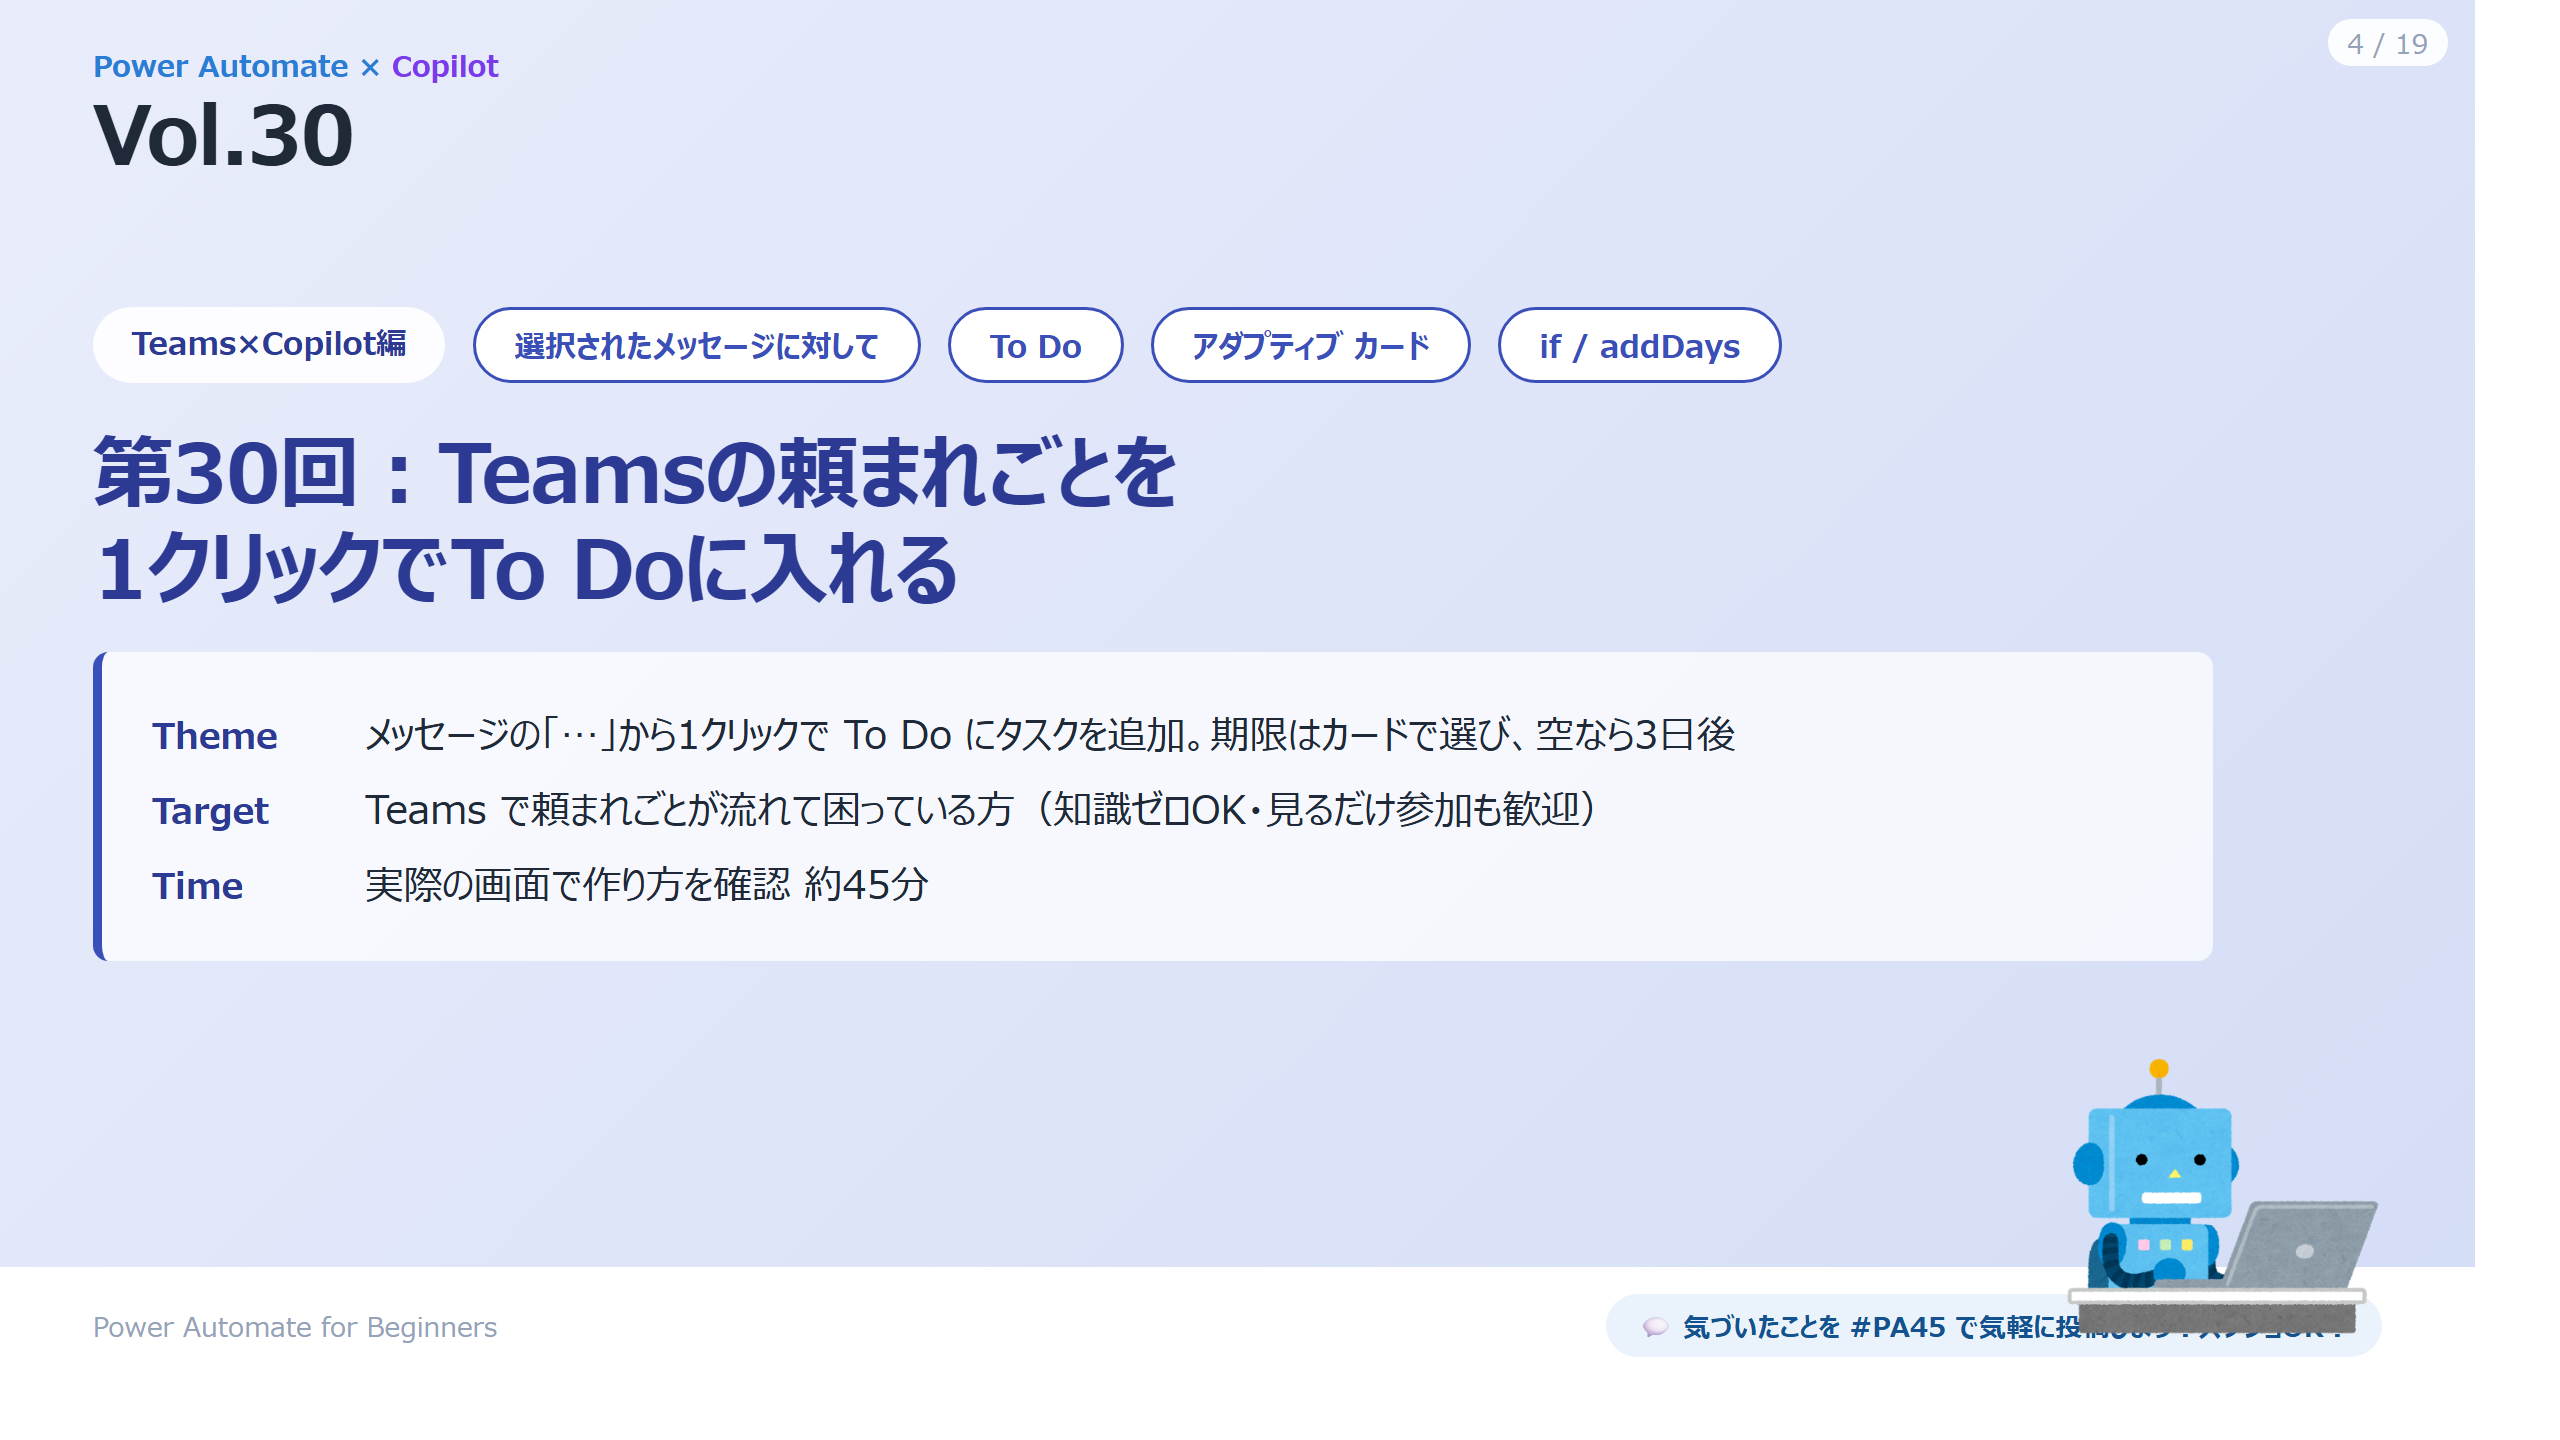 4 / 19
Power Automate × Copilot
Vol.30
Teams×Copilot編
選択されたメッセージに対して
To Do
アダプティブ カード
if / addDays
第30回：Teamsの頼まれごとを
1クリックでTo Doに入れる
Theme メッセージの「…」から1クリックで To Do にタスクを追加。期限はカードで選び、空なら3日後
Target Teams で頼まれごとが流れて困っている方（知識ゼロOK・見るだけ参加も歓迎）
Time 実際の画面で作り方を確認 約45分
Power Automate for Beginners
気づいたことを #PA45 で気軽に投